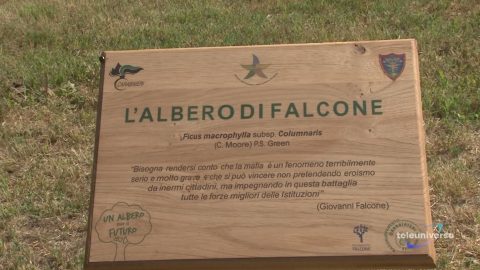 CARABINIERI
L'ALBERO DI FALCONE
Ficus macrophylla subsp. Columnaris
(C. Moore) P.S. Green
"Bisogna rendersi conto che la mafia è un fenomeno terribilmente
serio e molto grave e che si può vincere non pretendendo eroismo
da inermi cittadini, ma impegnando in questa battaglia
tutte le forze migliori delle Istituzioni"
(Giovanni Falcone)
UN ALBERO
PER IL
FUTURO
FALCONE
teleuniverso